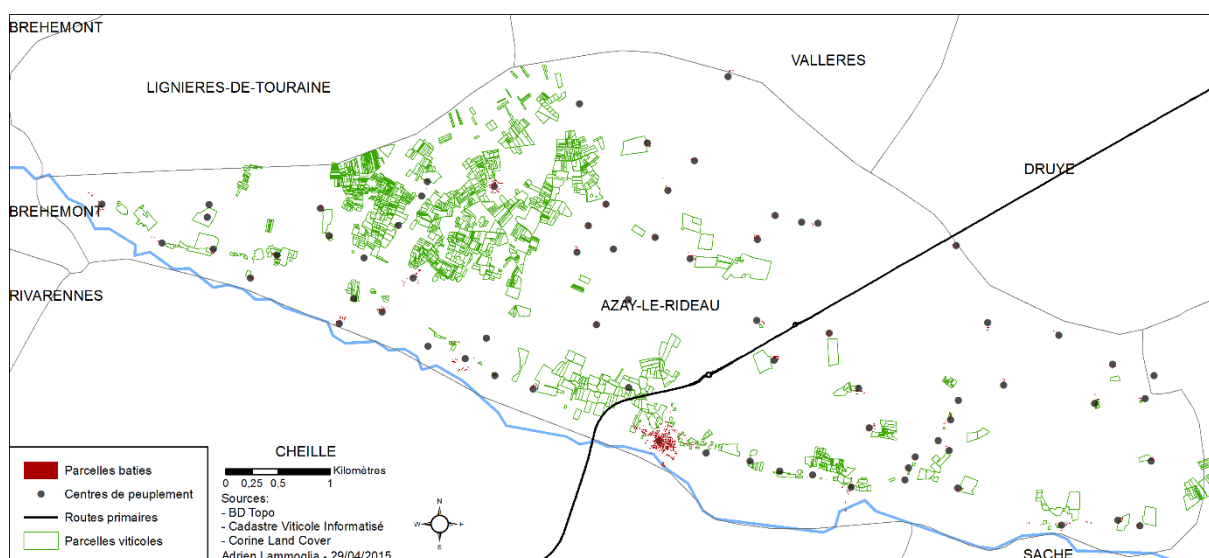 BREHEMONT
VALLERES
LIGNIERES-DE-TOURAINE
DRUYE
BREHEMONT
RIVARENNES
AZAY-LE-RIDEAU
CHEILLE
Parcelles baties
Centres de peuplement
Routes primaires
Parcelles viticoles
Kilomètres
0 0,25 0,5 1
Sources:
- BD Topo
- Cadastre Viticole Informatisé
- Corine Land Cover
Adrien Lammoglia - 29/04/2015
N
W
E
S
SACHE